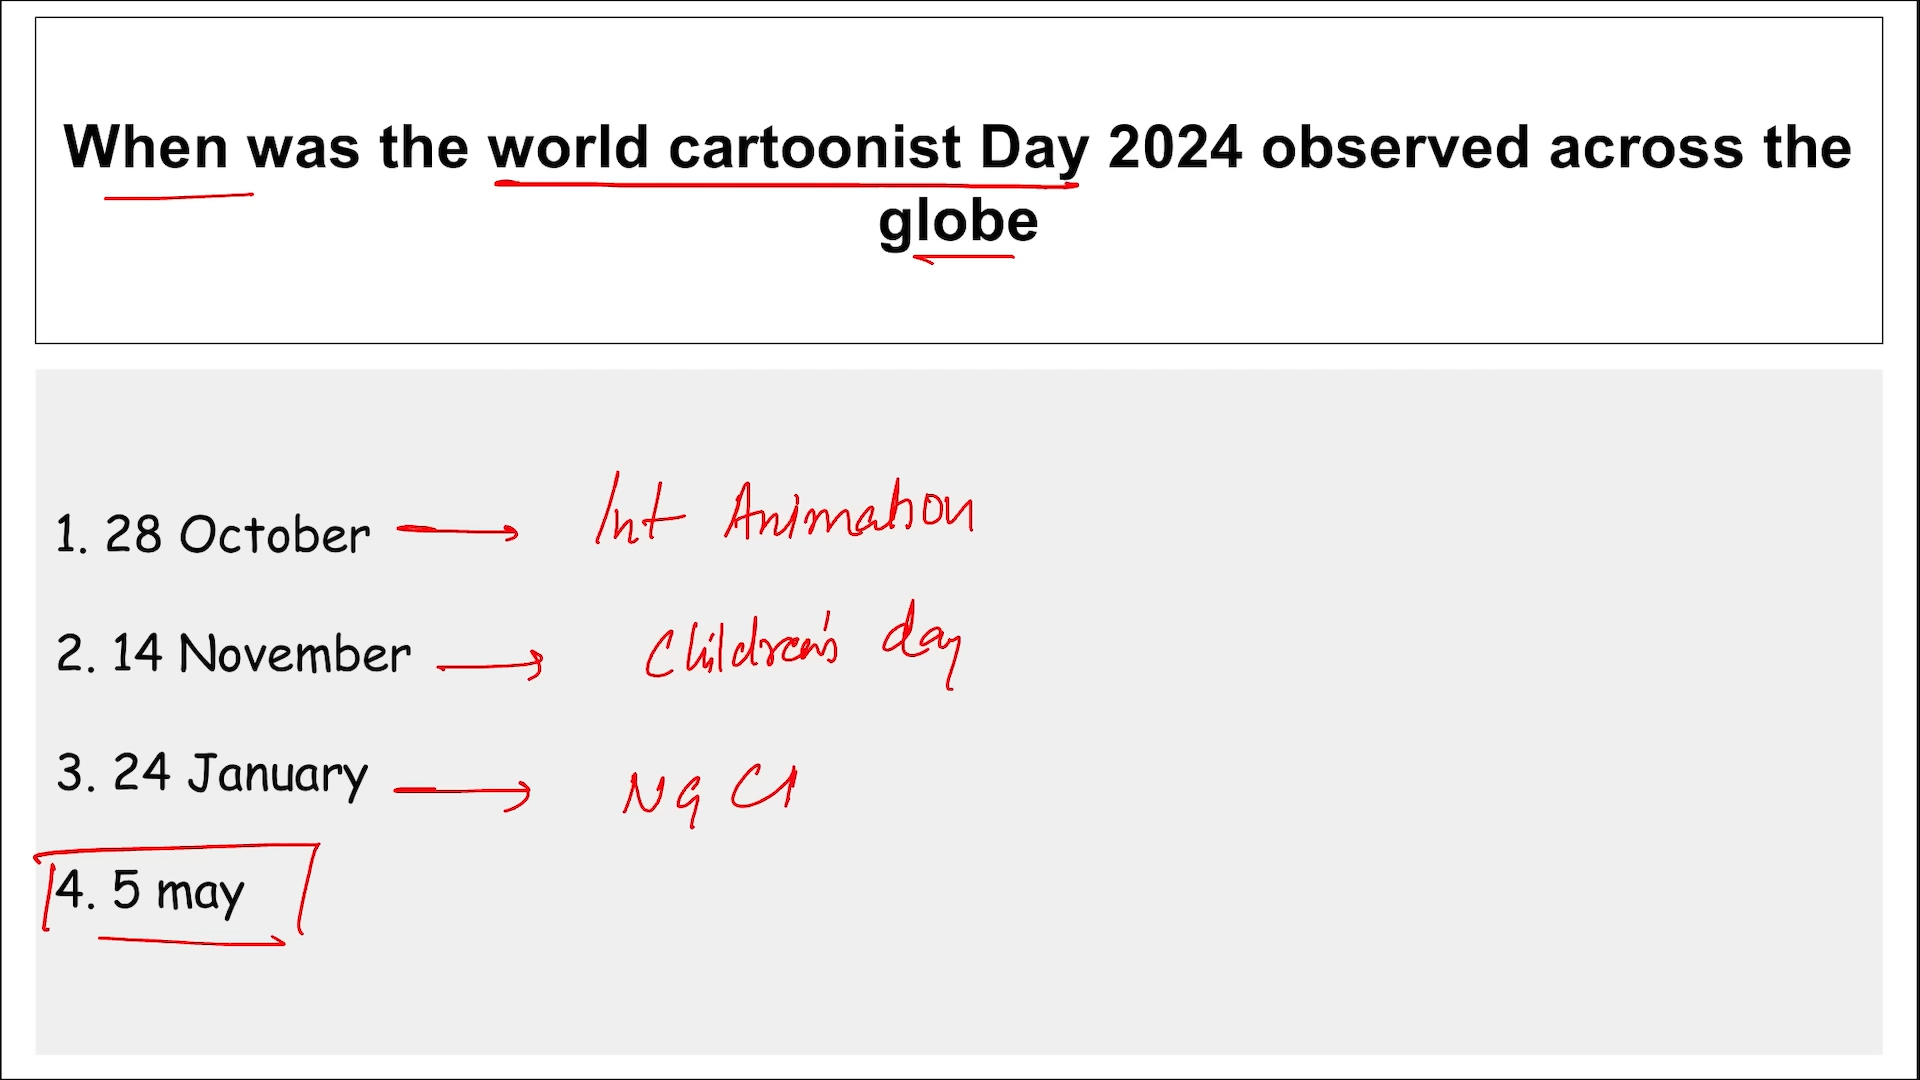 When was the world cartoonist Day 2024 observed across the
globe
1. 28 October Int Animation
2. 14 November Children's day
3. 24 January
4. 5 may